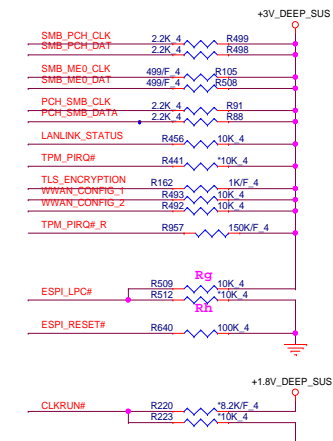 +3V_DEEP_SUS
SMB_PCH_CLK 2.2K_4 R499
SMB_PCH_DAT 2.2K_4 R498
SMB_ME0_CLK 499/F_4 R105
SMB_ME0_DAT 499/F_4 R508
PCH_SMB_CLK 2.2K_4 R91
PCH_SMB_DATA 2.2K_4 R88
LANLINK_STATUS R456 10K_4
TPM_PIRQ# R441 *10K_4
TLS_ENCRYPTION R162 1K/F_4
WWAN_CONFIG_1 R493 10K_4
WWAN_CONFIG_2 R492 10K_4
TPM_PIRQ#_R R957 150K/F_4
Rg
ESPI_LPC# R509 10K_4
R512 *10K_4
Rh
ESPI_RESET# R640 100K_4
+1.8V_DEEP_SUS
CLKRUN# R220 *8.2K/F_4
R223 *10K_4